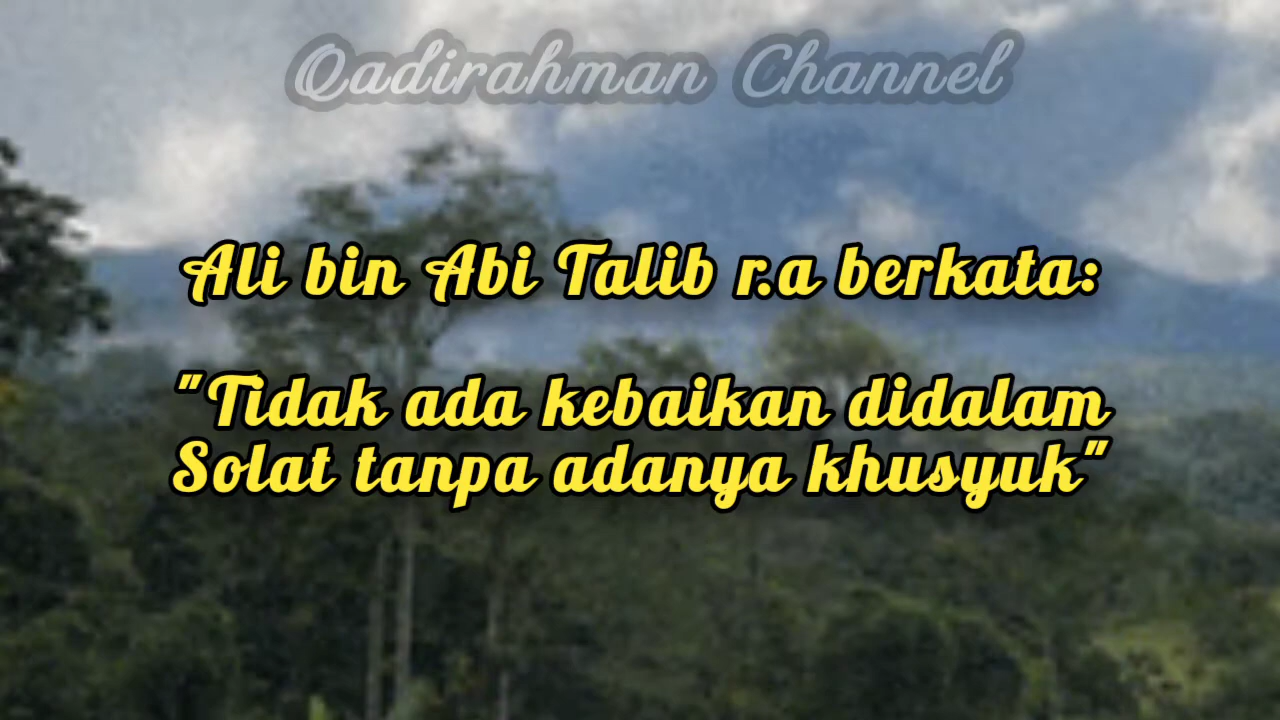 Qadirahman Channel
Ali bin Abi Talib r.a berkata:
"Tidak ada kebaikan didalam
Solat tanpa adanya khusyuk"